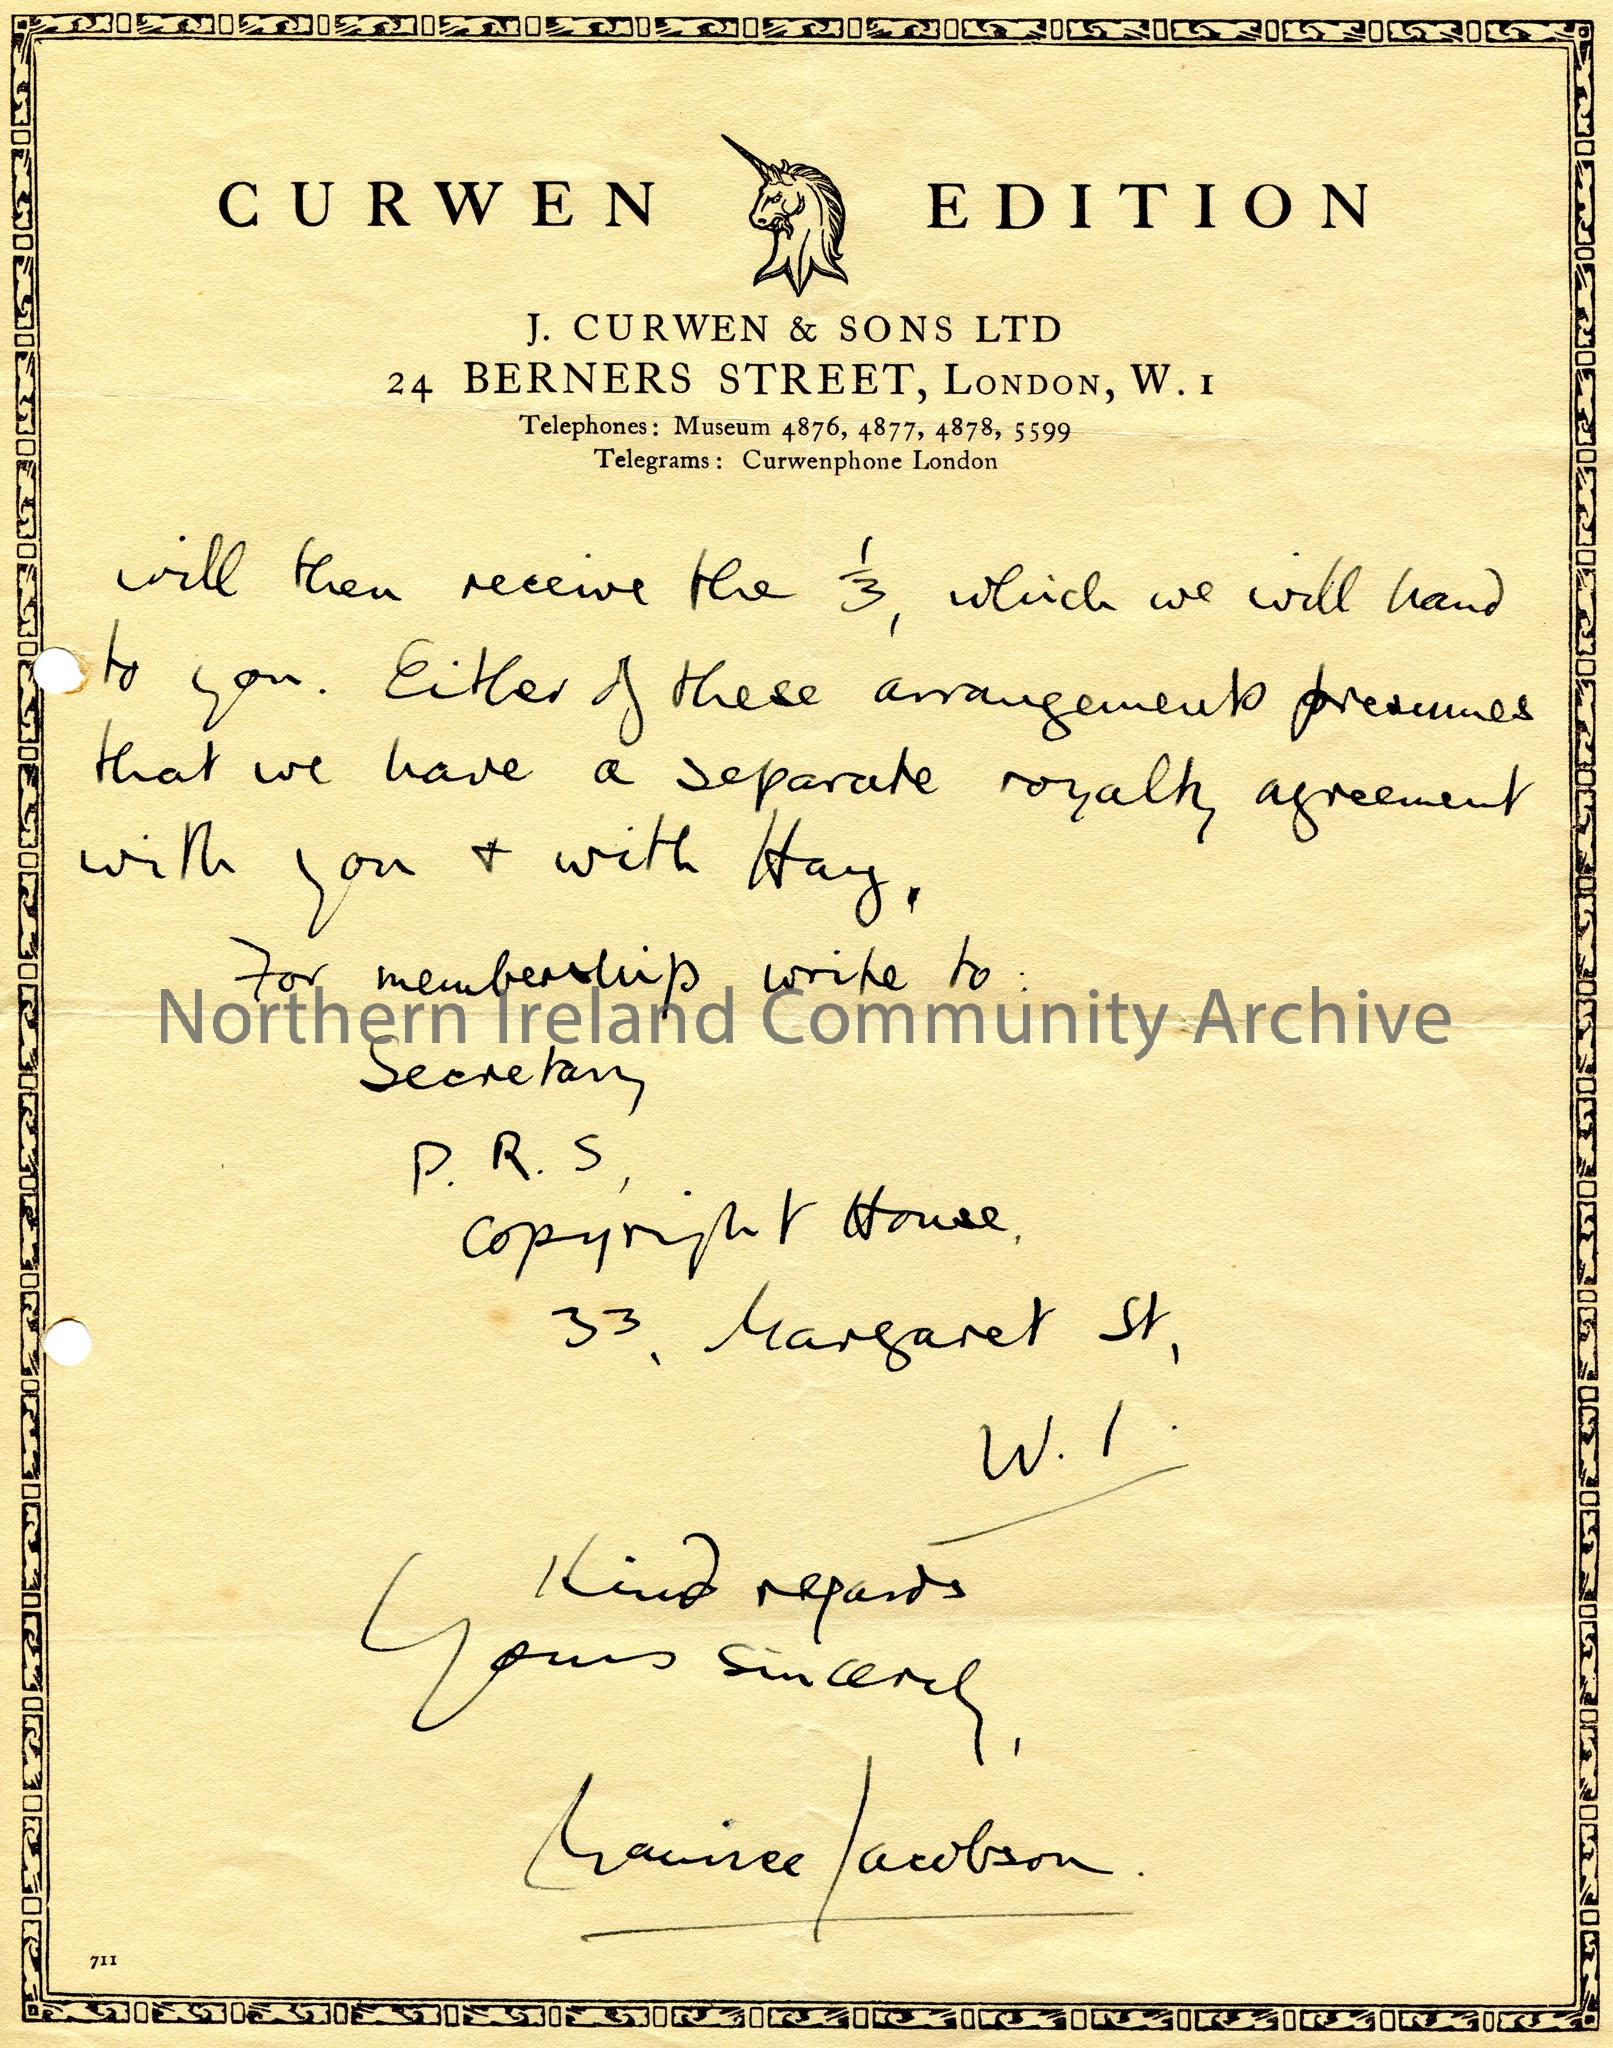 CURWEN EDITION
J. CURWEN & SONS LTD
24 BERNERS STREET, LONDON, W. 1
Telephones: Museum 4876, 4877, 4878, 5599
Telegrams: Curwenphone London
will then receive the 1/3, which we will hand
to you. Either of these arrangements presumes
that we have a separate royalty agreement
with you + with Hay.
For membership write to:
Northern Ireland Community Archive
Secretary
P. R. S,
Copyright House,
33, Margaret St,
W. 1.
Kind regards
Yours sincerely,
Maurice Jacobson.
711